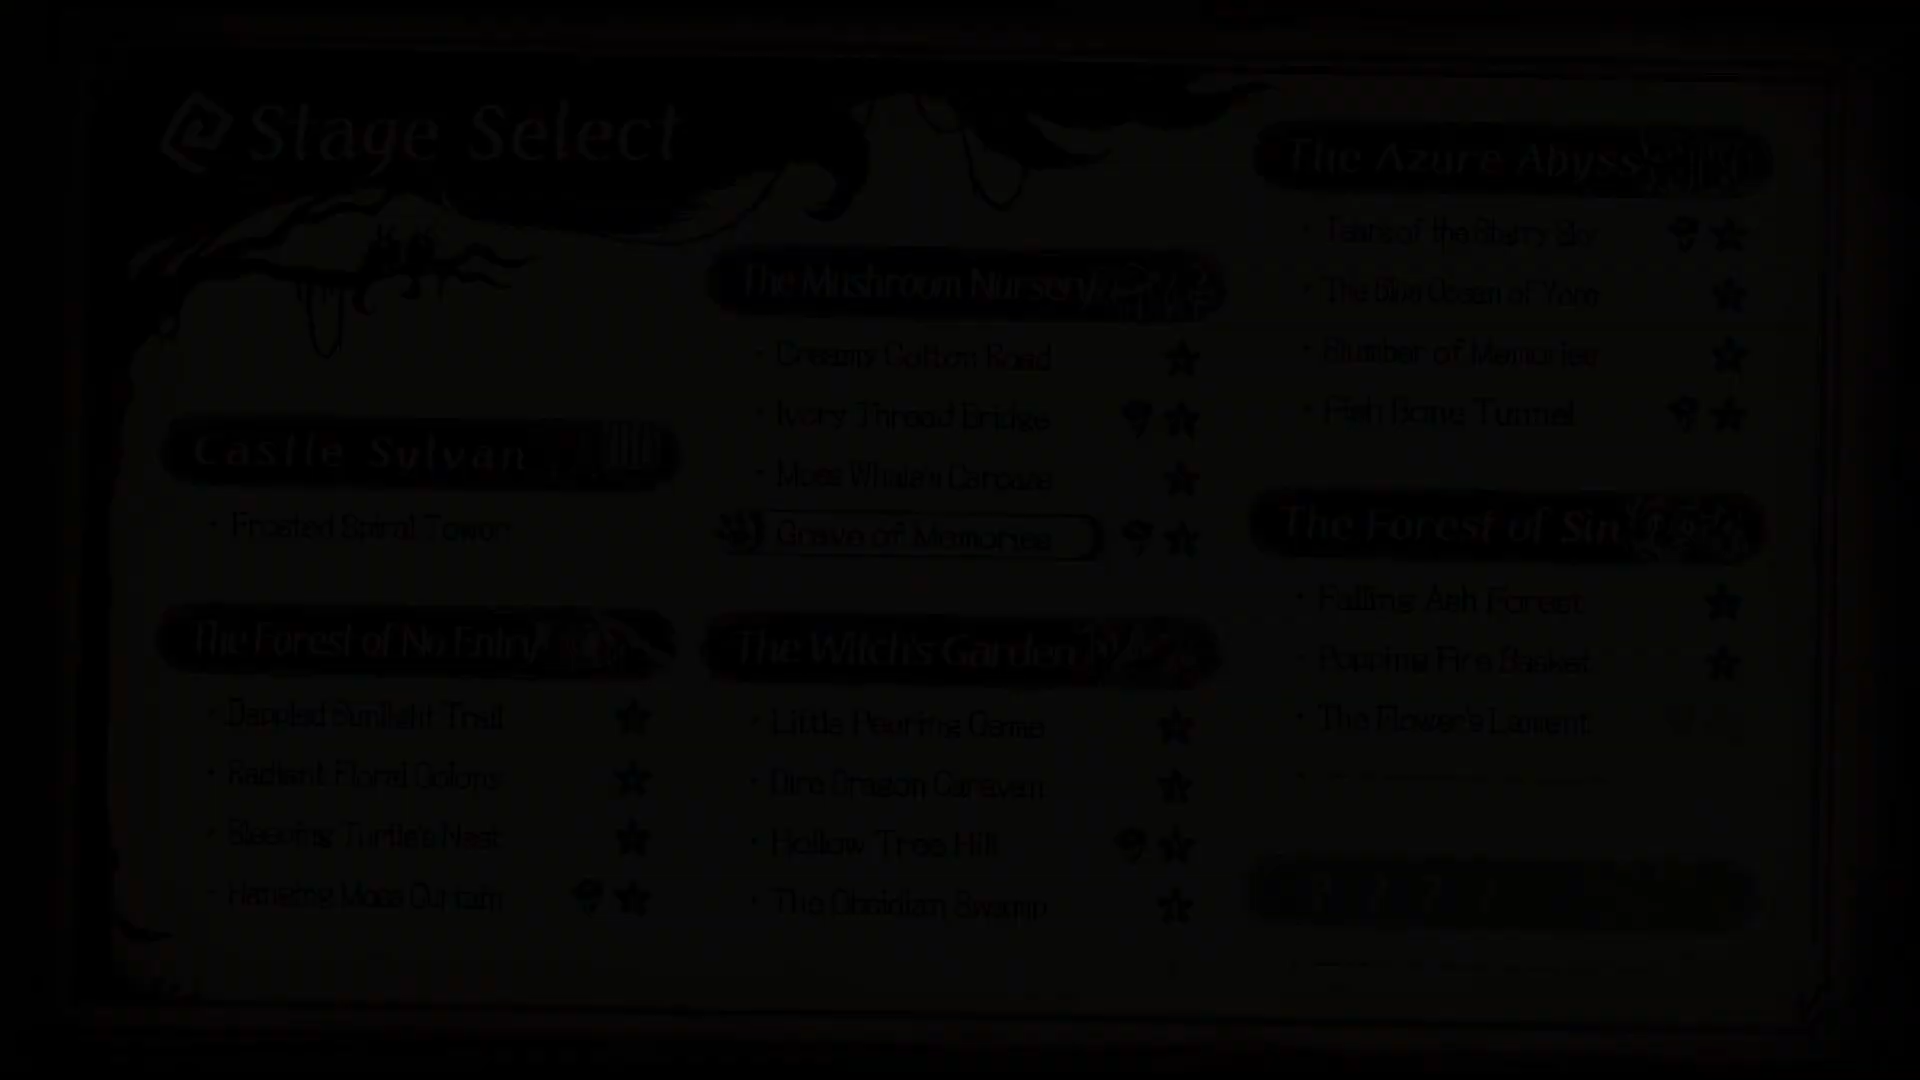 Stage Select
Castle Sylvan
Frosted Spiral Tower
The Forest of No Entry
Dappled Sunlight Trail
Radiant Floral Colors
Sleeping Turtle's Nest
Hanging Moss Curtain
The Mushroom Nursery
Creamy Cotton Road
Ivory Thread Bridge
Moss Whale's Carcass
Grave of Memories
The Witch's Garden
Little Pouring Game
Dire Dragon Caravan
Hollow Tree Hill
The Obsidian Swamp
The Azure Abyss
Tears of the Starry Sky
The Blue Ocean of Yore
Slumber of Memories
Fish Bone Tunnel
The Forest of Sin
Falling Ash Forest
Popping Fire Basket
The Flower's Lament
? ? ? ?